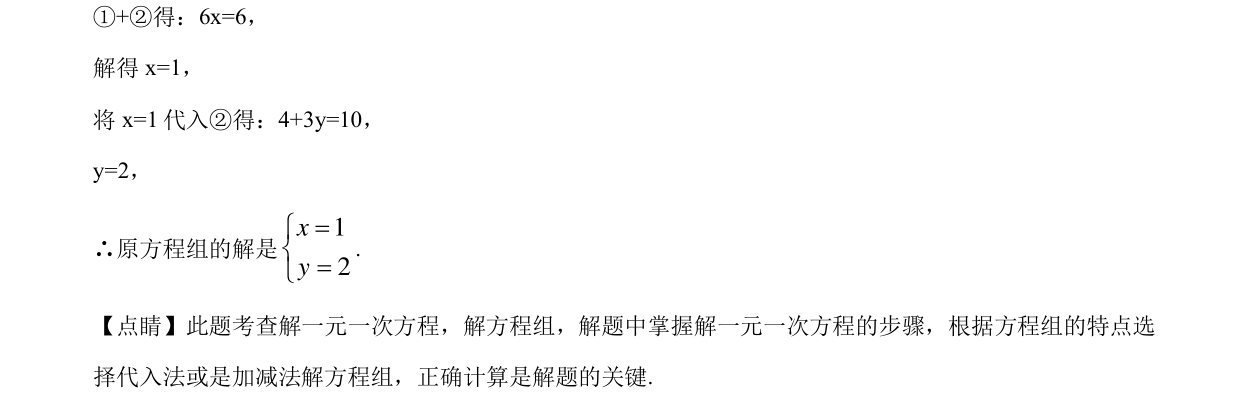 ①+②得：6x=6，
解得 x=1，
将 x=1 代入②得：4+3y=10，
y=2，
∴原方程组的解是{x=1
y=2.
【点睛】此题考查解一元一次方程，解方程组，解题中掌握解一元一次方程的步骤，根据方程组的特点选
择代入法或是加减法解方程组，正确计算是解题的关键.